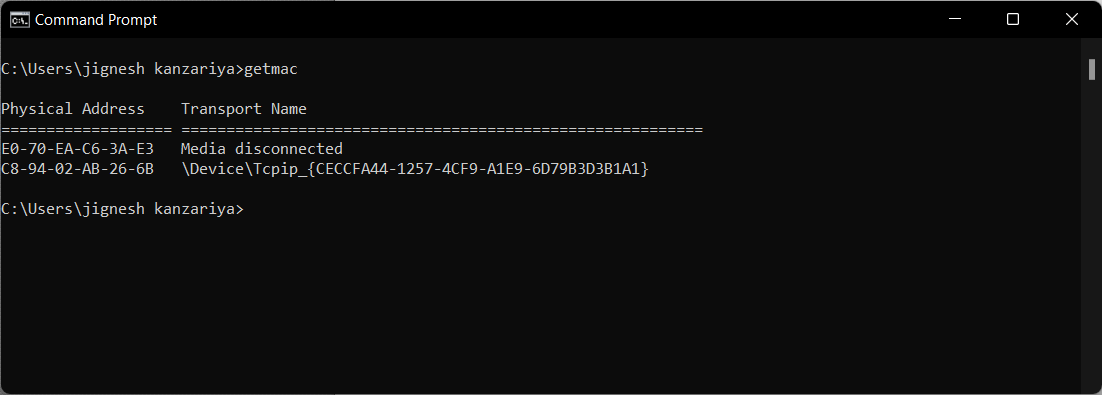 Command Prompt
C:\Users\jignesh kanzariya>getmac
Physical Address    Transport Name
=================== ==========================================================
E0-70-EA-C6-3A-E3   Media disconnected
C8-94-02-AB-26-6B   \Device\Tcpip_{CECCFA44-1257-4CF9-A1E9-6D79B3D3B1A1}
C:\Users\jignesh kanzariya>